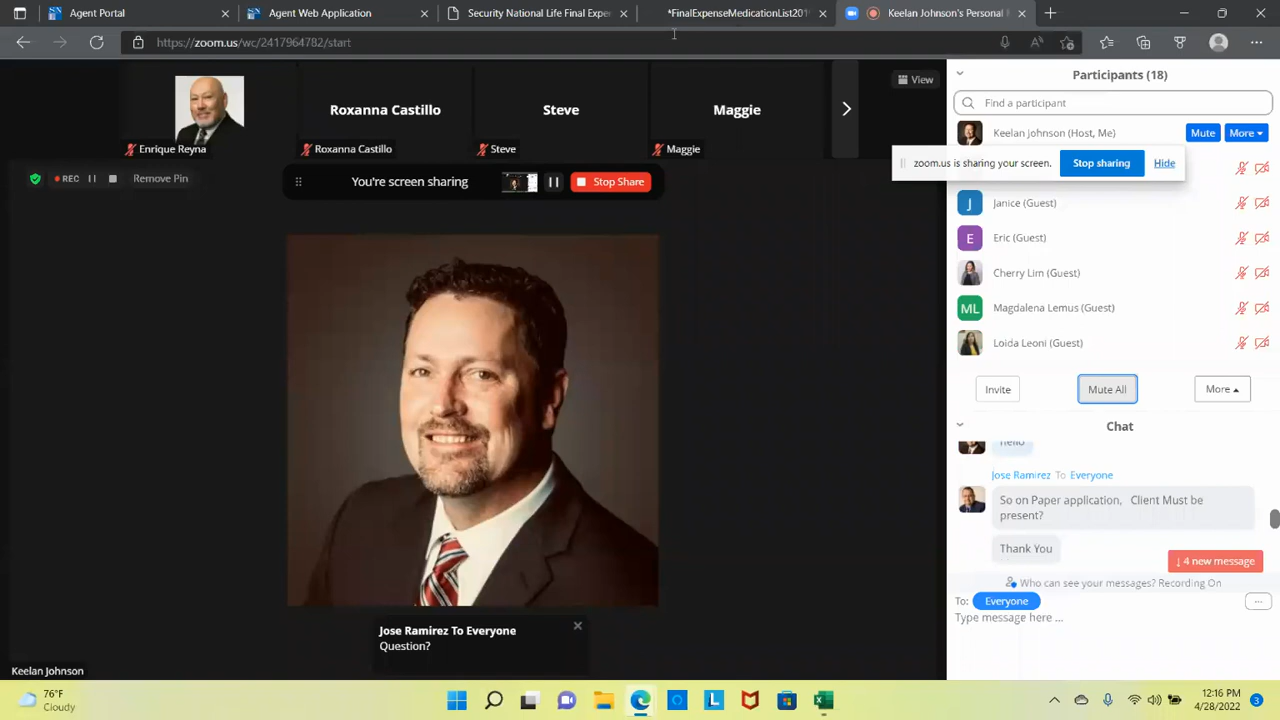 Agent Portal
Agent Web Application
Security National Life Final Expe
*FinalExpenseMedicationList201
Keelan Johnson's Personal M
https://zoom.us/wc/2417964782/start
Roxanna Castillo
Steve
Maggie
Enrique Reyna
Roxanna Castillo
Steve
Maggie
View
REC
Remove Pin
You're screen sharing
Stop Share
Participants (18)
Find a participant
Keelan johnson (Host, Me)
Mute
More
zoom.us is sharing your screen.
Stop sharing
Hide
J
Janice (Guest)
E
Eric (Guest)
Cherry Lim (Guest)
ML
Magdalena Lemus (Guest)
Loida Leoni (Guest)
Invite
Mute All
More
Chat
hello
Jose Ramirez To Everyone
So on Paper application, Client Must be
present?
Thank You
↓ 4 new message
Who can see your messages? Recording On
To: Everyone
...
Type message here ...
Jose Ramirez To Everyone
Question?
Keelan Johnson
76°F
Cloudy
L
12:16 PM
4/28/2022
3